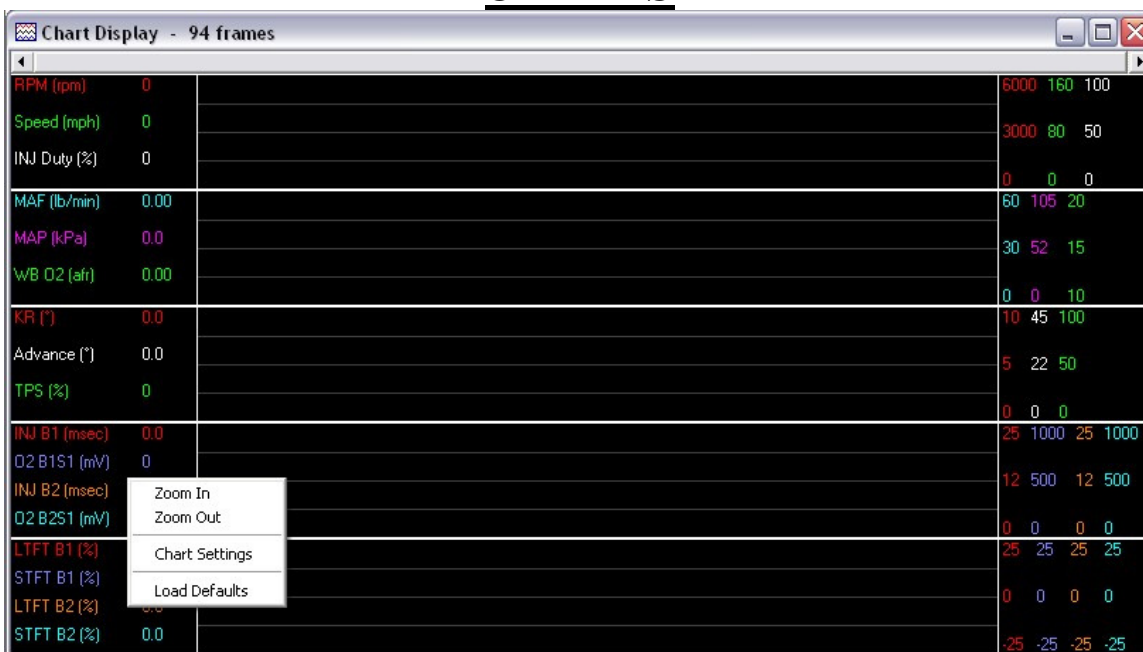 Chart Display - 94 frames
RPM (rpm) 0 6000 160 100
Speed (mph) 0 3000 80 50
INJ Duty (%) 0 0 0 0
MAF (lb/min) 0.00 60 105 20
MAP (kPa) 0.0 30 52 15
WB O2 (afr) 0.00 0 0 10
KR (°) 0.0 10 45 100
Advance (°) 0.0 5 22 50
TPS (%) 0 0 0 0
INJ B1 (msec) 0.0 25 1000 25 1000
O2 B1S1 (mV) 0
INJ B2 (msec) 12 500 12 500
O2 B2S1 (mV) 0 0 0 0
Zoom In
Zoom Out
Chart Settings
Load Defaults
LTFT B1 (%) 25 25 25 25
STFT B1 (%) 0 0 0 0
LTFT B2 (%)
STFT B2 (%) 0.0 -25 -25 -25 -25